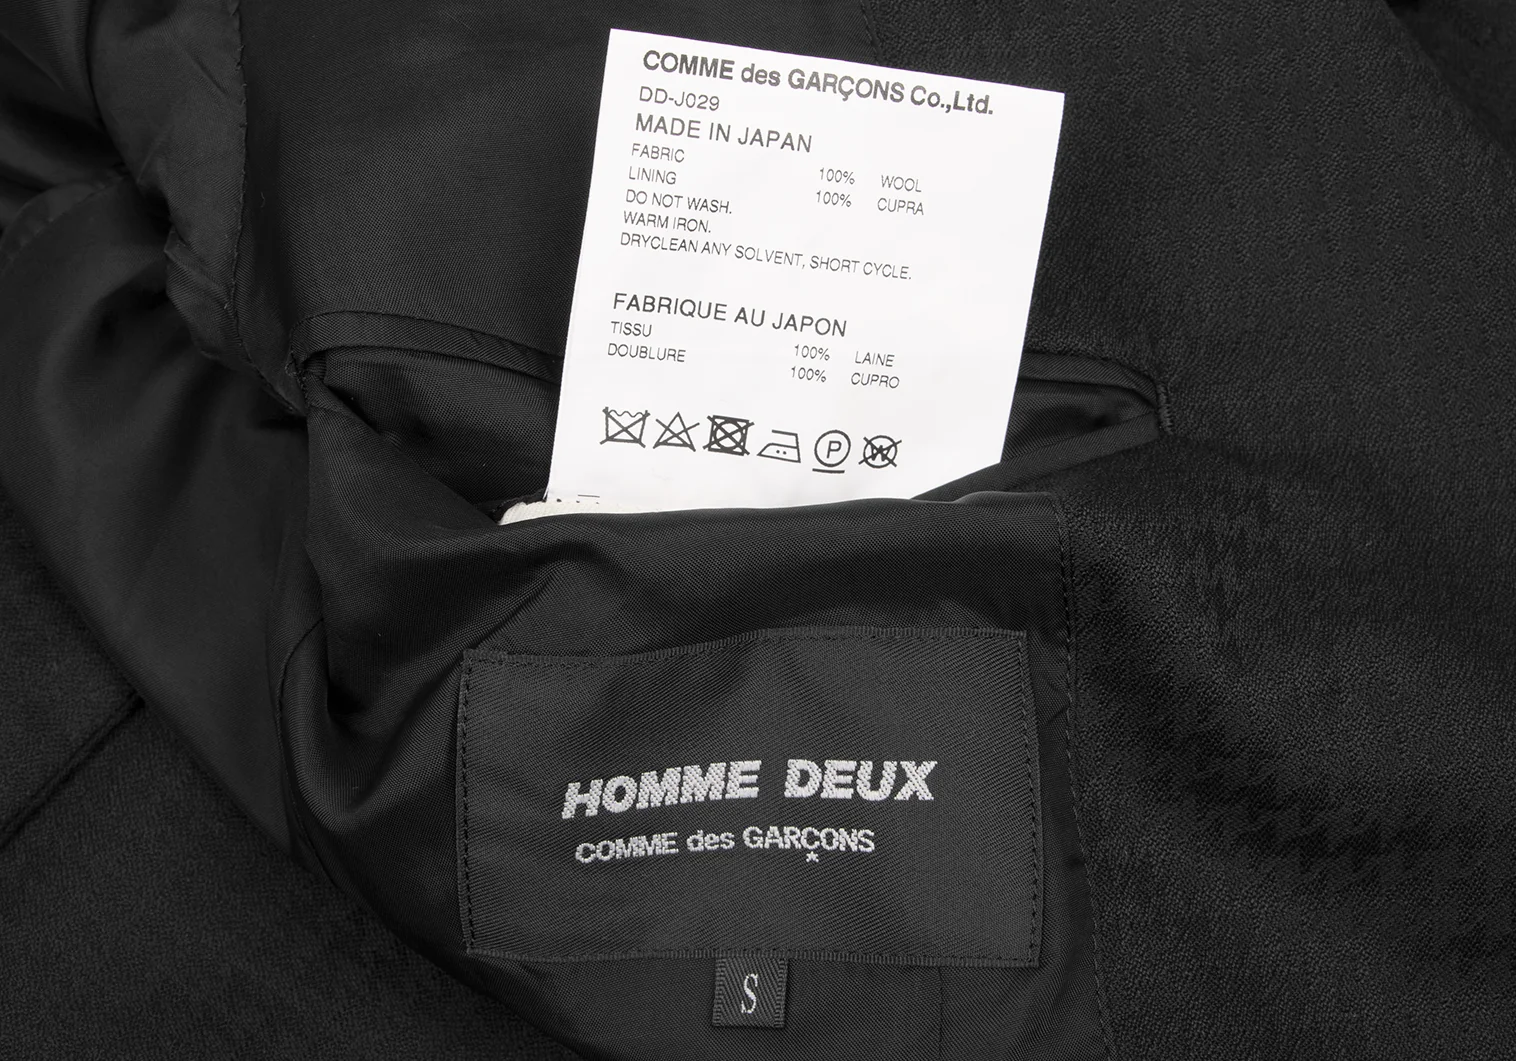 COMME des GARÇONS Co.,Ltd.
DD-J029
MADE IN JAPAN
FABRIC 100% WOOL
LINING 100% CUPRA
DO NOT WASH.
WARM IRON.
DRYCLEAN ANY SOLVENT, SHORT CYCLE.
FABRIQUE AU JAPON
TISSU 100% LAINE
DOUBLURE 100% CUPRO
P W
HOMME DEUX
COMME des GARÇONS
S